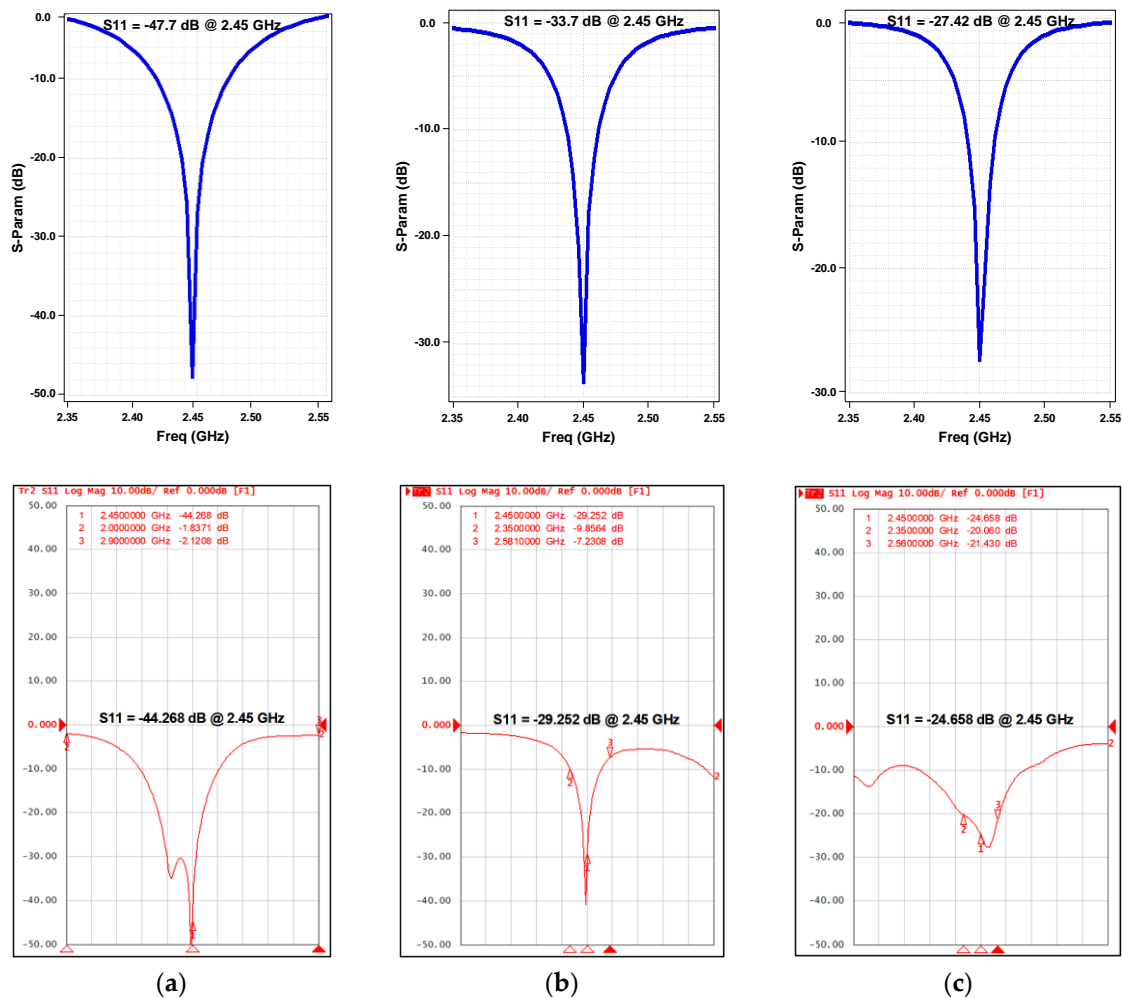 S11 = -47.7 dB @ 2.45 GHz
0.0
-10.0
-20.0
-30.0
-40.0
-50.0
S-Param (dB)
2.35
2.40
2.45
2.50
2.55
Freq (GHz)
S11 = -33.7 dB @ 2.45 GHz
0.0
-10.0
-20.0
-30.0
S-Param (dB)
2.35
2.40
2.45
2.50
2.55
Freq (GHz)
S11 = -27.42 dB @ 2.45 GHz
0.0
-10.0
-20.0
-30.0
S-Param (dB)
2.35
2.40
2.45
2.50
2.55
Freq (GHz)
Tr2 S11 Log Mag 10.00dB/ Ref 0.000dB [F1]
50.00
1 2.4500000 GHz -44.268 dB
2 2.0000000 GHz -1.8371 dB
3 2.9000000 GHz -2.1208 dB
40.00
30.00
20.00
10.00
S11 = -44.268 dB @ 2.45 GHz
0.000
2
3
2
-10.00
-20.00
-30.00
-40.00
1
-50.00
(a)
Tr2 S11 Log Mag 10.00dB/ Ref 0.000dB [F1]
50.00
1 2.4500000 GHz -29.252 dB
2 2.3500000 GHz -9.8564 dB
3 2.5810000 GHz -7.2308 dB
40.00
30.00
20.00
10.00
S11 = -29.252 dB @ 2.45 GHz
0.000
3
2
2
-10.00
-20.00
-30.00
1
-40.00
-50.00
(b)
Tr2 S11 Log Mag 10.00dB/ Ref 0.000dB [F1]
50.00
1 2.4500000 GHz -24.658 dB
2 2.3500000 GHz -20.060 dB
3 2.5600000 GHz -21.430 dB
40.00
30.00
20.00
10.00
S11 = -24.658 dB @ 2.45 GHz
0.000
2
-10.00
3
-20.00
2
1
-30.00
-40.00
-50.00
(c)